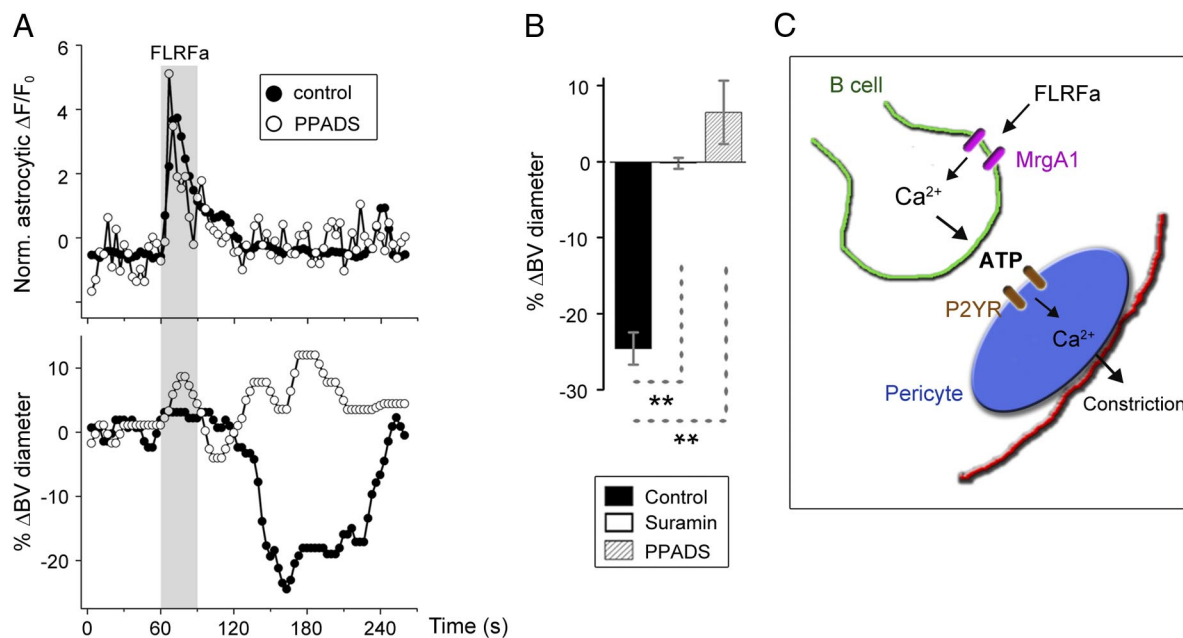 A
Norm. astrocytic ΔF/F₀
6
4
2
0
FLRFa
control
PPADS
% ΔBV diameter
10
0
-10
-20
0
60
120
180
240
Time (s)
B
% ΔBV diameter
10
0
-10
-20
-30
**
**
Control
Suramin
PPADS
C
B cell
FLRFa
MrgA1
Ca²⁺
ATP
P2YR
Ca²⁺
Pericyte
Constriction